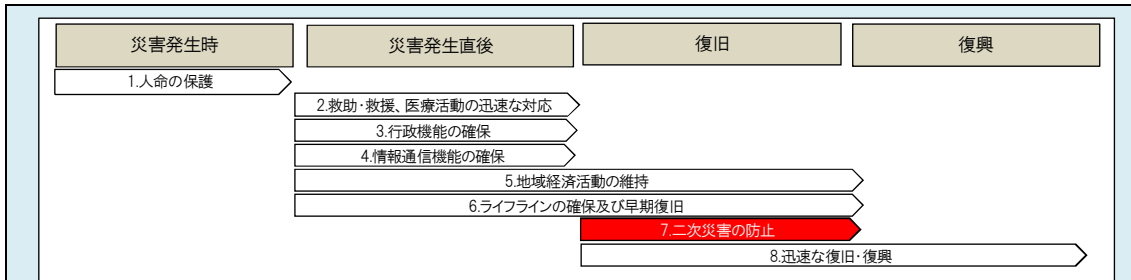 災害発生時
災害発生直後
復旧
復興
1.人命の保護
2.救助・救援、医療活動の迅速な対応
3.行政機能の確保
4.情報通信機能の確保
5.地域経済活動の維持
6.ライフラインの確保及び早期復旧
7.二次災害の防止
8.迅速な復旧・復興